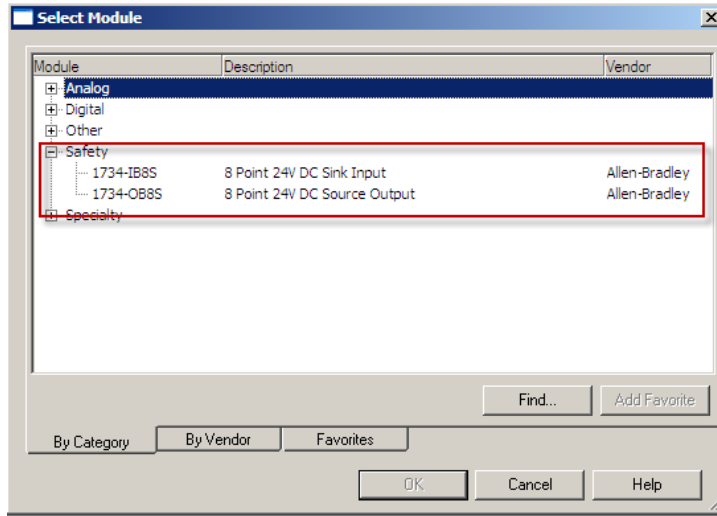 Select Module
Module Description Vendor
Analog
Digital
Other
Safety
1734-IB8S 8 Point 24V DC Sink Input Allen-Bradley
1734-OB8S 8 Point 24V DC Source Output Allen-Bradley
Specialty
Find... Add Favorite
By Category By Vendor Favorites
OK Cancel Help